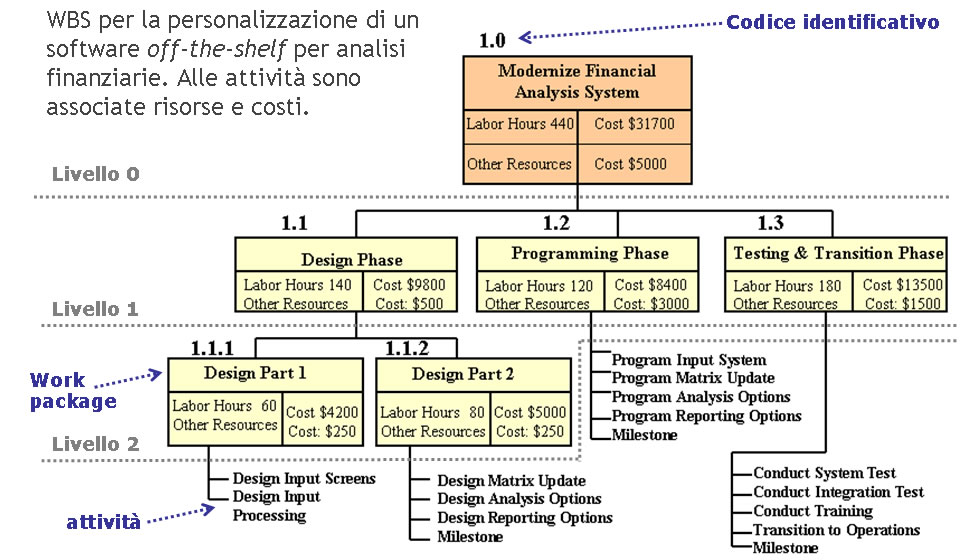 WBS per la personalizzazione di un
software off-the-shelf per analisi
finanziarie. Alle attività sono
associate risorse e costi.
Codice identificativo
1.0
Modernize Financial
Analysis System
Labor Hours 440 Cost $31700
Other Resources Cost $5000
Livello 0
1.1
Design Phase
Labor Hours 140 Cost $9800
Other Resources Cost: $500
1.2
Programming Phase
Labor Hours 120 Cost $8400
Other Resources Cost: $3000
1.3
Testing & Transition Phase
Labor Hours 180 Cost $13500
Other Resources Cost: $1500
Livello 1
1.1.1
Design Part 1
Labor Hours 60 Cost $4200
Other Resources Cost: $250
1.1.2
Design Part 2
Labor Hours 80 Cost $5000
Other Resources Cost: $250
Work
package
Livello 2
Program Input System
Program Matrix Update
Program Analysis Options
Program Reporting Options
Milestone
attività
Design Input Screens
Design Input
Processing
Design Matrix Update
Design Analysis Options
Design Reporting Options
Milestone
Conduct System Test
Conduct Integration Test
Conduct Training
Transition to Operations
Milestone